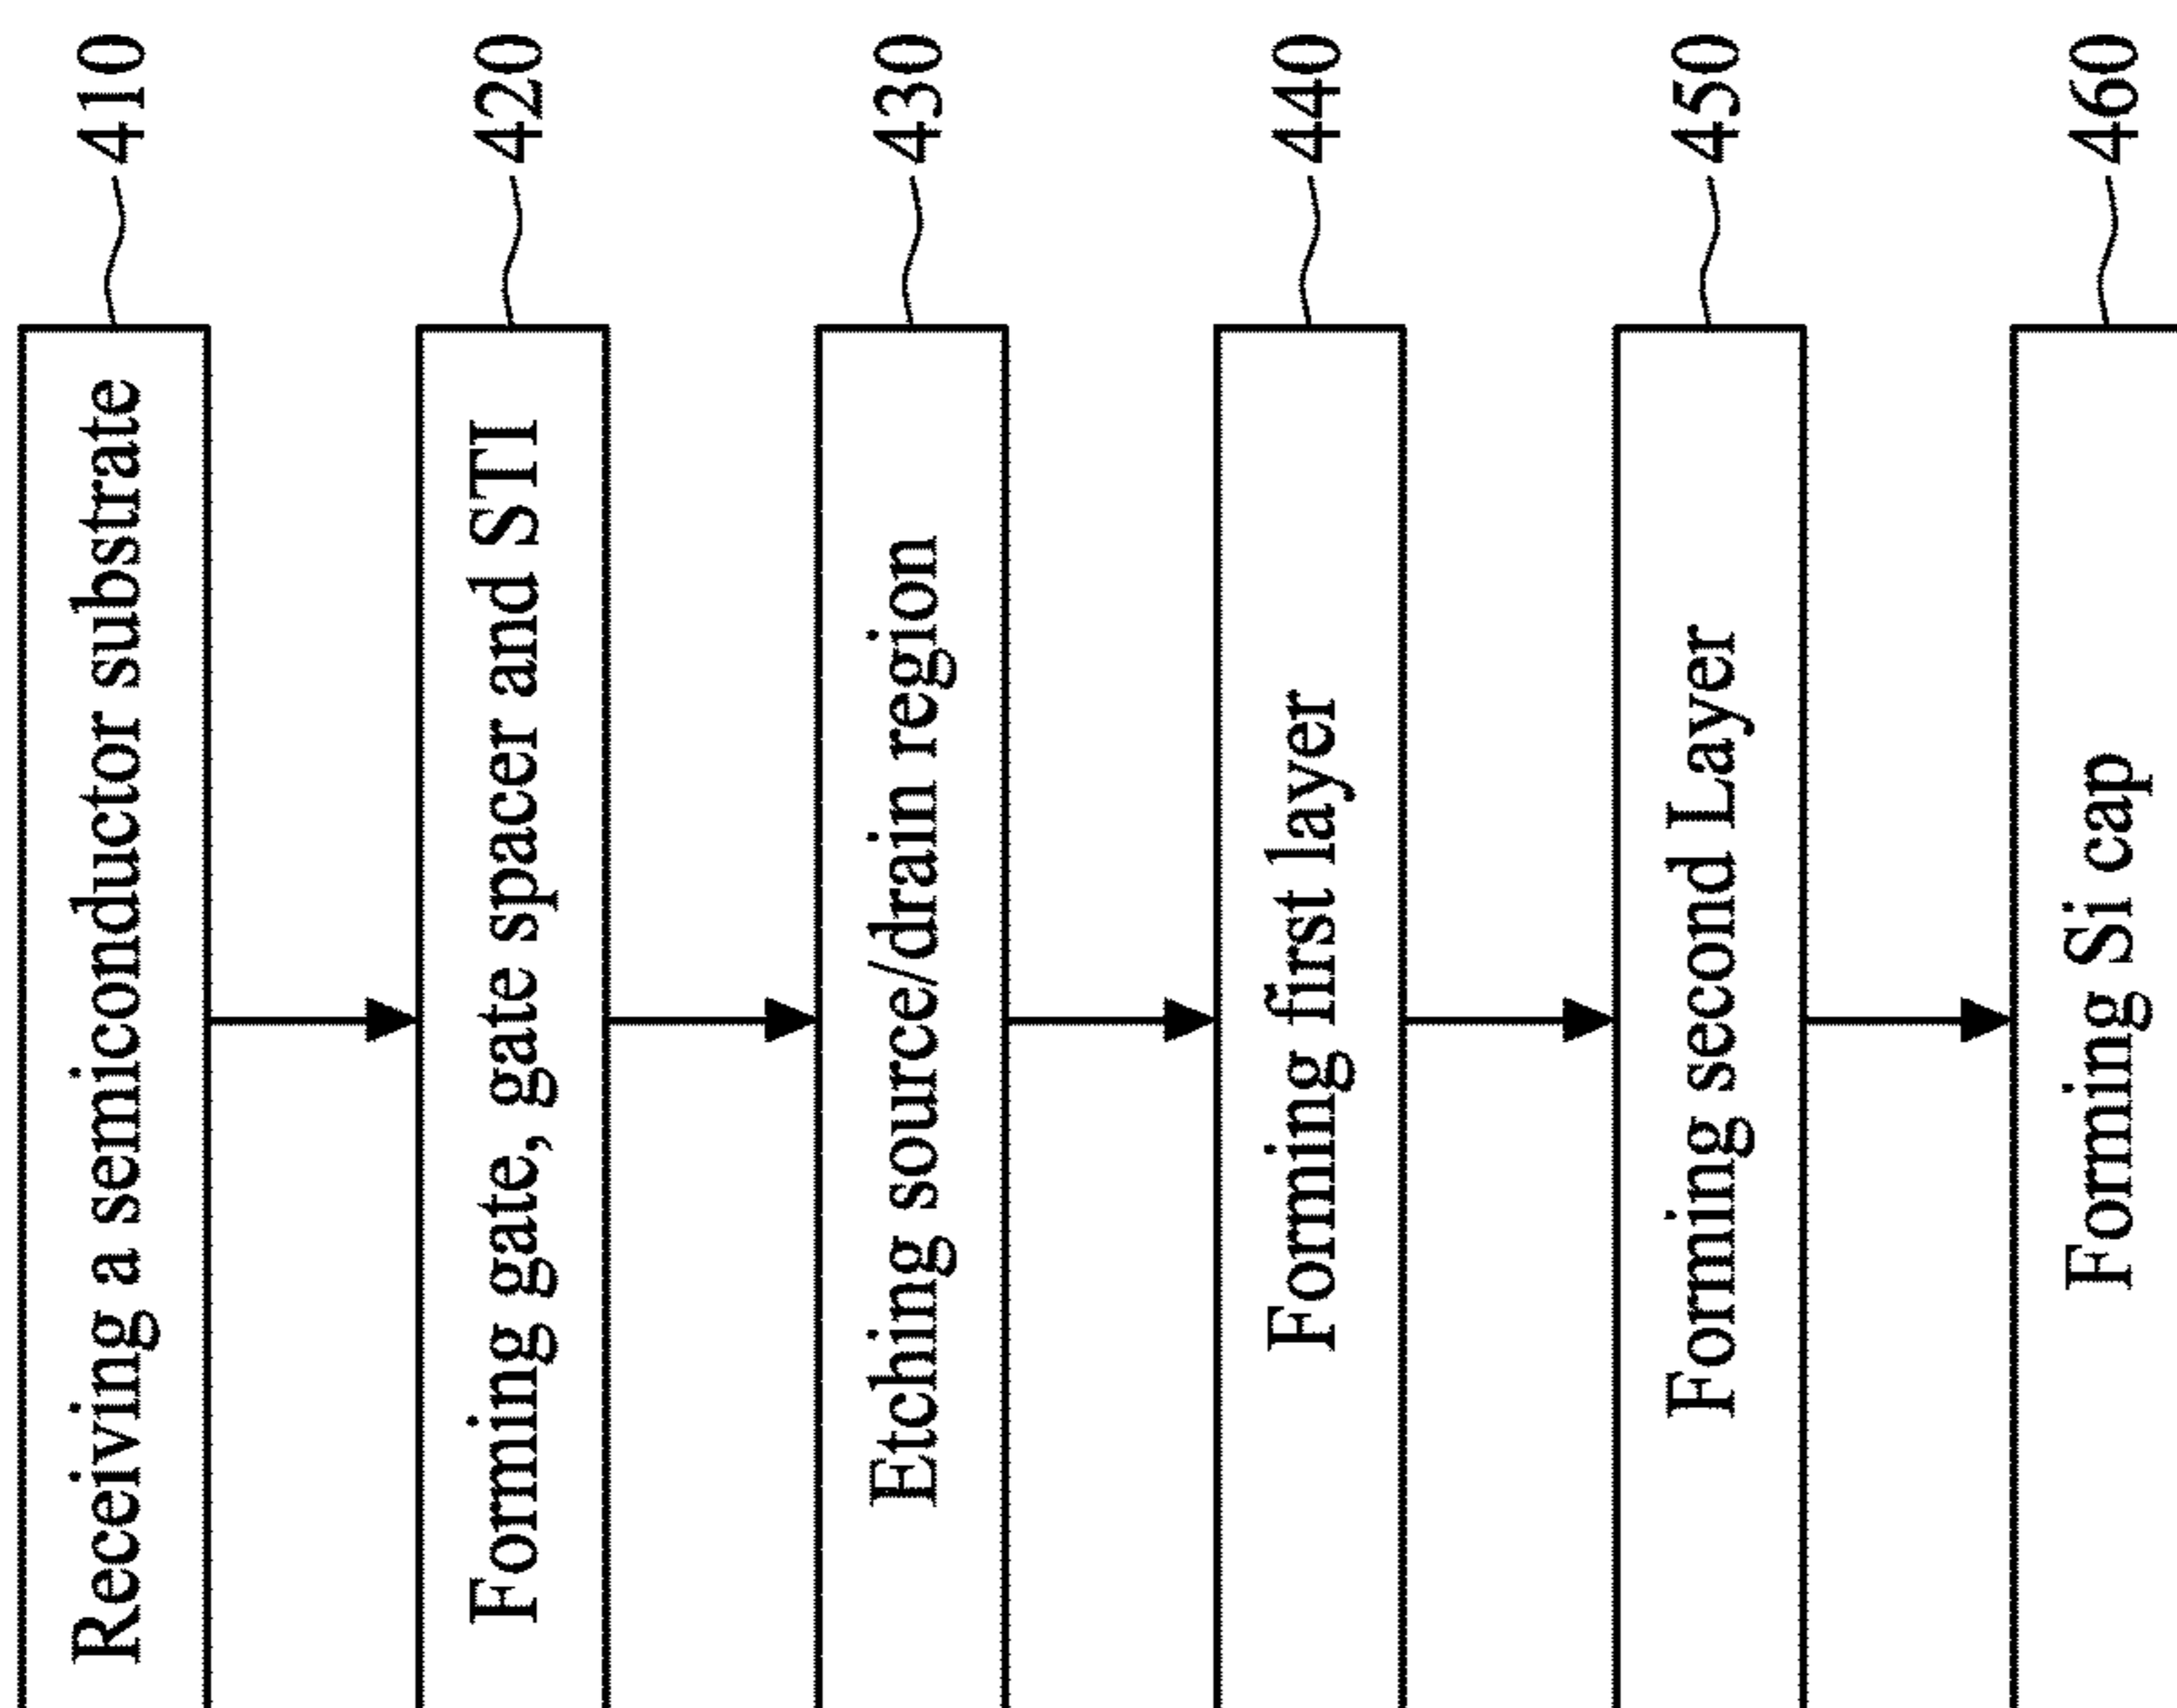 Receiving a semiconductor substrate 410
Forming gate, gate spacer and STI 420
Etching source/drain region 430
Forming first layer 440
Forming second Layer 450
Forming Si cap 460